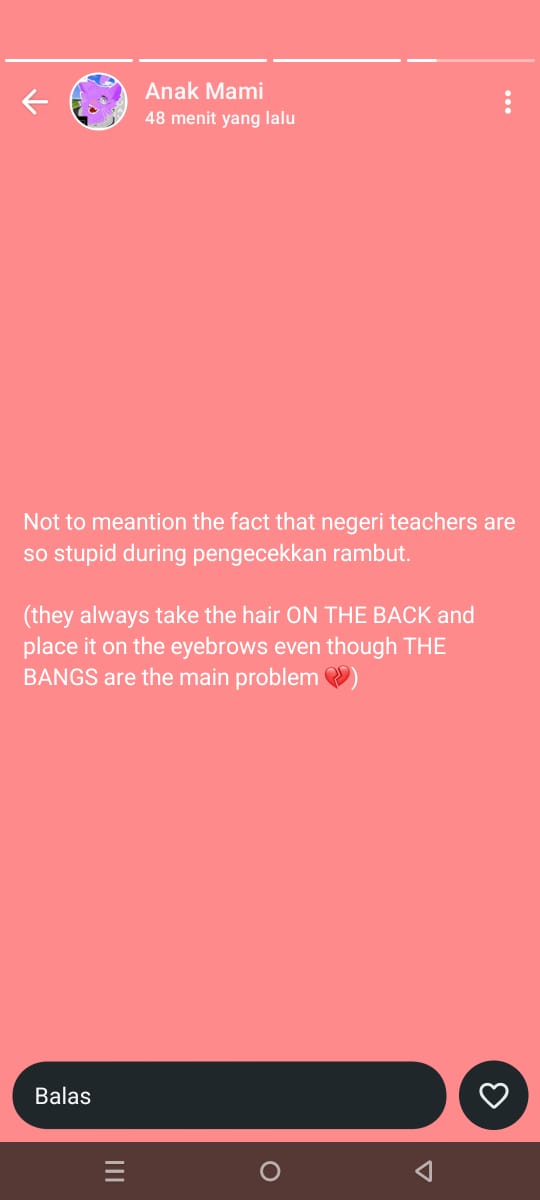 Anak Mami
48 menit yang lalu
Not to meantion the fact that negeri teachers are
so stupid during pengecekkan rambut.
(they always take the hair ON THE BACK and
place it on the eyebrows even though THE
BANGS are the main problem 💔)
Balas